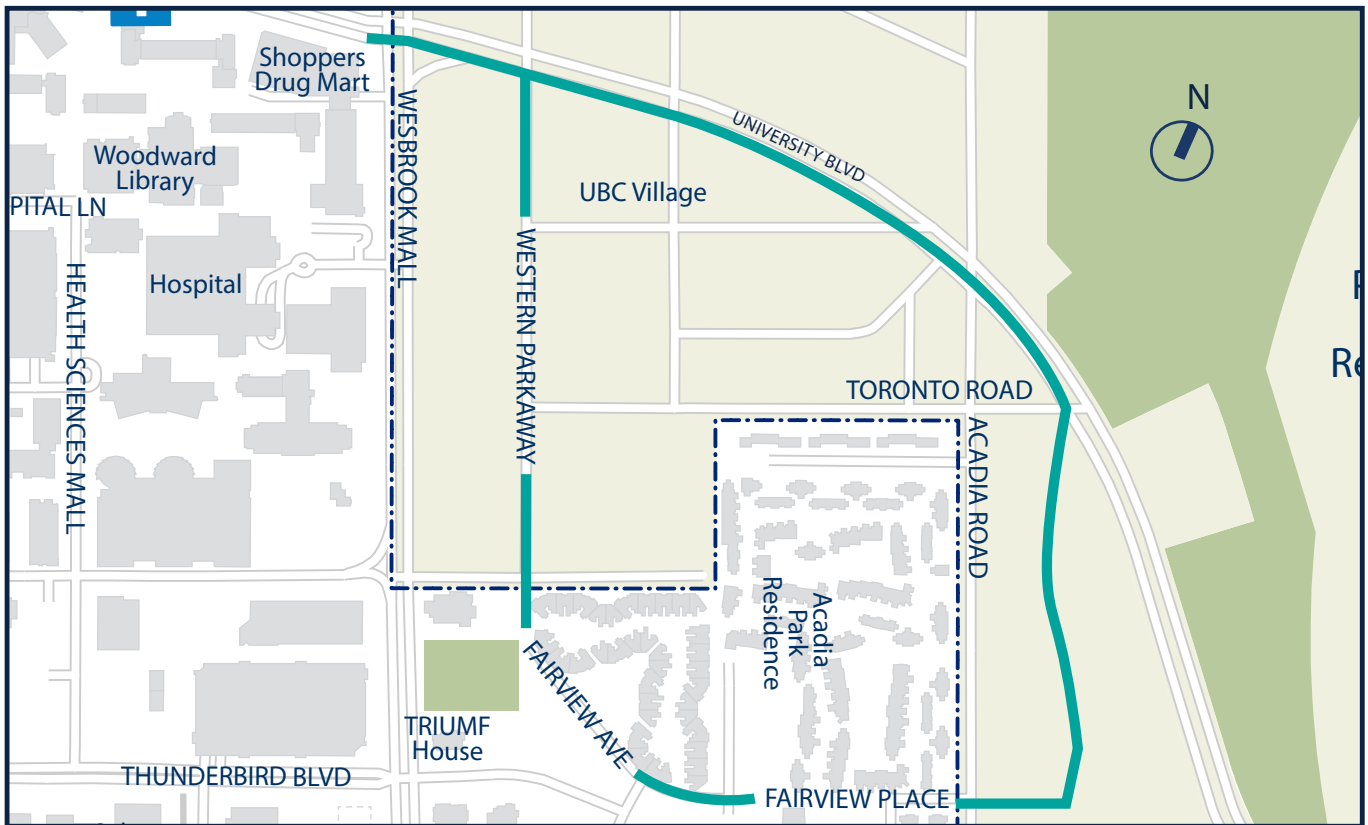 Shoppers
Drug Mart
N
UNIVERSITY BLVD
WESBROOK MALL
Woodward
Library
UBC Village
PITAL LN
WESTERN PARKAWAY
HEALTH SCIENCES MALL
Hospital
TORONTO ROAD
ACADIA ROAD
Acadia
Park
Residence
FAIRVIEW AVE
TRIUMF
House
THUNDERBIRD BLVD
FAIRVIEW PLACE